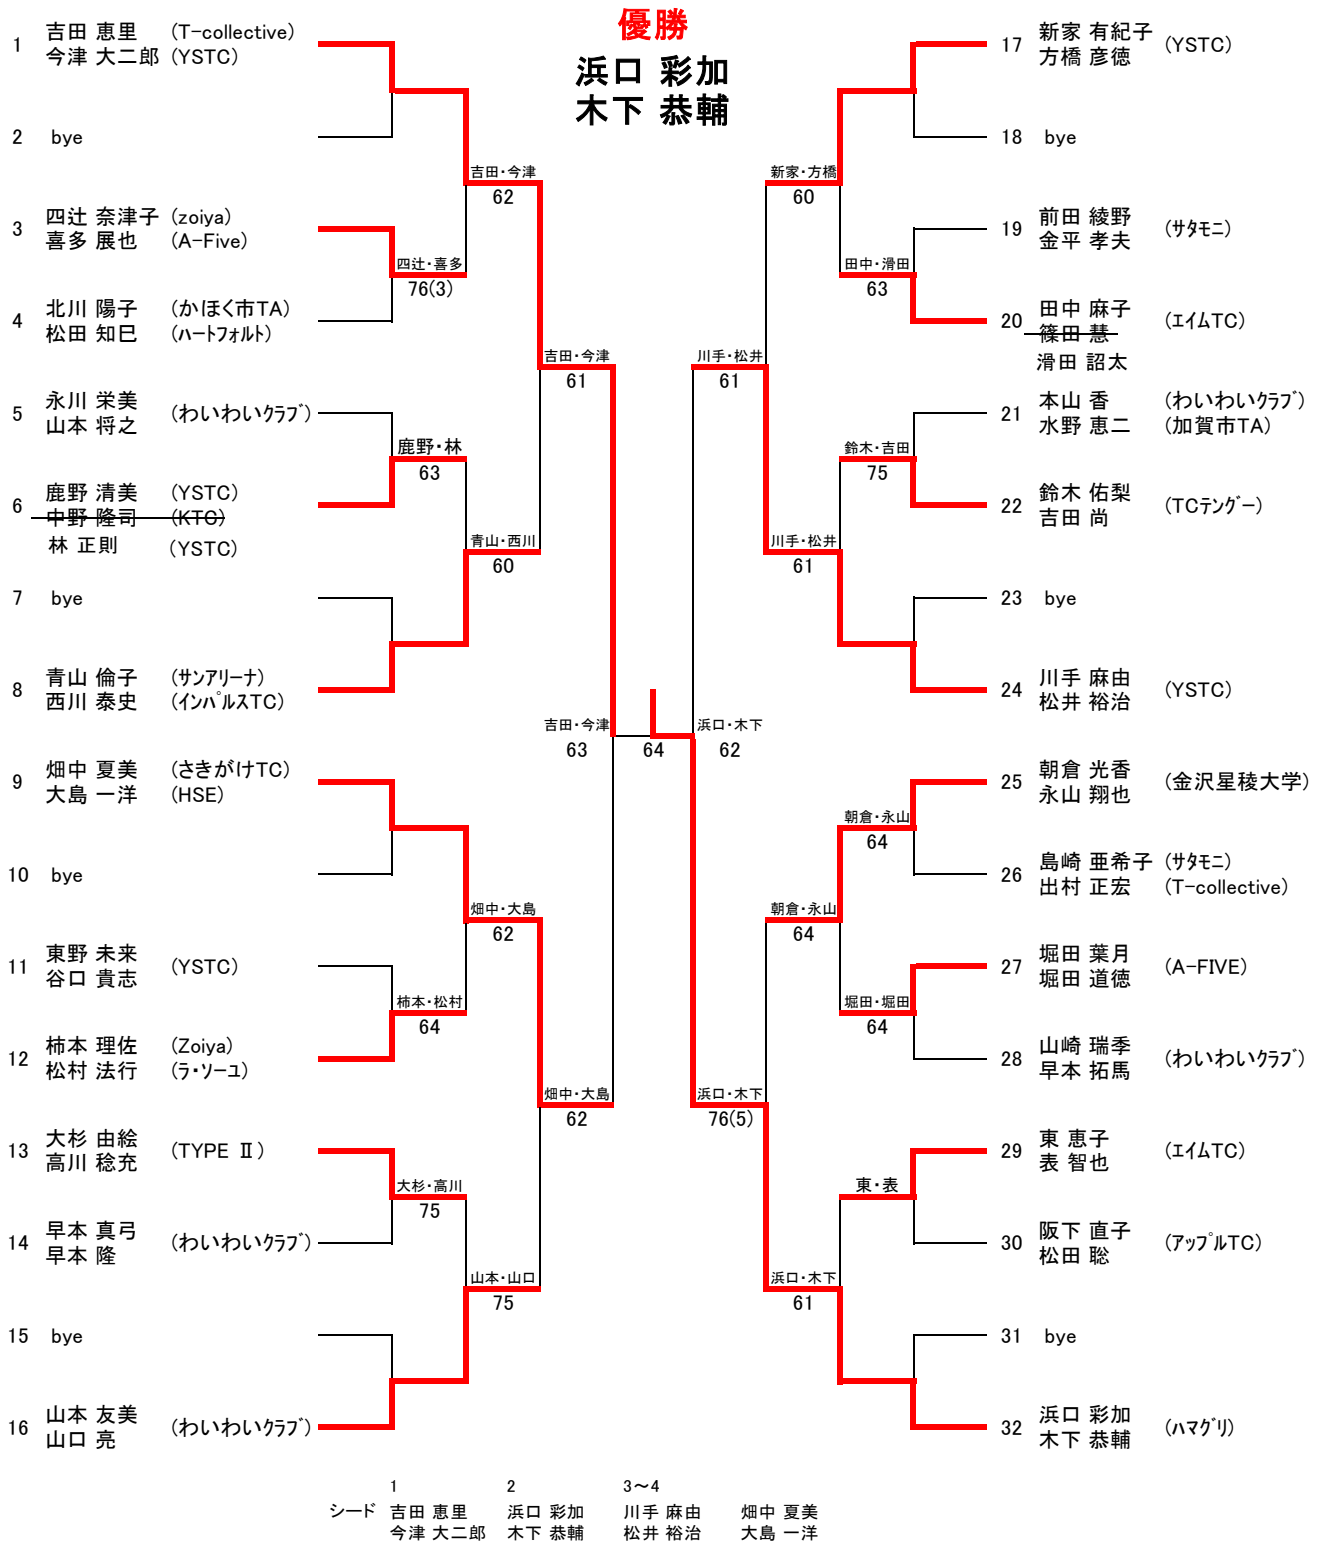 優勝
浜口 彩加
木下 恭輔
1 吉田 恵里 (T-collective)
今津 大二郎 (YSTC)
2 bye
3 四辻 奈津子 (zoiya)
喜多 展也 (A-Five)
4 北川 陽子 (かほく市TA)
松田 知巳 (ﾊｰﾄﾌｫﾙﾄ)
5 永川 栄美
山本 将之 (わいわいｸﾗﾌﾞ)
6 鹿野 清美 (YSTC)
中野 隆司 (KTC)
林 正則 (YSTC)
7 bye
8 青山 倫子 (ｻﾝｱﾘｰﾅ)
西川 泰史 (ｲﾝﾊﾟﾙｽTC)
9 畑中 夏美 (さきがけTC)
大島 一洋 (HSE)
10 bye
11 東野 未来
谷口 貴志 (YSTC)
12 柿本 理佐 (Zoiya)
松村 法行 (ﾗ･ｿｰﾕ)
13 大杉 由絵
高川 稔充 (TYPE Ⅱ)
14 早本 真弓
早本 隆 (わいわいｸﾗﾌﾞ)
15 bye
16 山本 友美
山口 亮 (わいわいｸﾗﾌﾞ)
四辻・喜多
76(3)
鹿野・林
63
柿本・松村
64
大杉・高川
75
吉田・今津
62
青山・西川
60
畑中・大島
62
山本・山口
75
吉田・今津
61
畑中・大島
62
吉田・今津
63
64
浜口・木下
62
川手・松井
61
浜口・木下
76(5)
新家・方橋
60
川手・松井
61
朝倉・永山
64
浜口・木下
61
田中・滑田
63
鈴木・吉田
75
朝倉・永山
64
堀田・堀田
64
東・表
17 新家 有紀子
方橋 彦徳 (YSTC)
18 bye
19 前田 綾野
金平 孝夫 (ｻﾀﾓﾆ)
20 田中 麻子
篠田 慧 (ｴｲﾑTC)
滑田 詔太
21 本山 香 (わいわいｸﾗﾌﾞ)
水野 恵二 (加賀市TA)
22 鈴木 佑梨
吉田 尚 (TCﾃﾝｸﾞｰ)
23 bye
24 川手 麻由
松井 裕治 (YSTC)
25 朝倉 光香
永山 翔也 (金沢星稜大学)
26 島崎 亜希子 (ｻﾀﾓﾆ)
出村 正宏 (T-collective)
27 堀田 葉月
堀田 道徳 (A-FIVE)
28 山崎 瑞季
早本 拓馬 (わいわいｸﾗﾌﾞ)
29 東 恵子
表 智也 (ｴｲﾑTC)
30 阪下 直子
松田 聡 (ｱｯﾌﾟﾙTC)
31 bye
32 浜口 彩加
木下 恭輔 (ﾊﾏｸﾞﾘ)
1 2 3～4
シード 吉田 恵里 浜口 彩加 川手 麻由 畑中 夏美
今津 大二郎 木下 恭輔 松井 裕治 大島 一洋